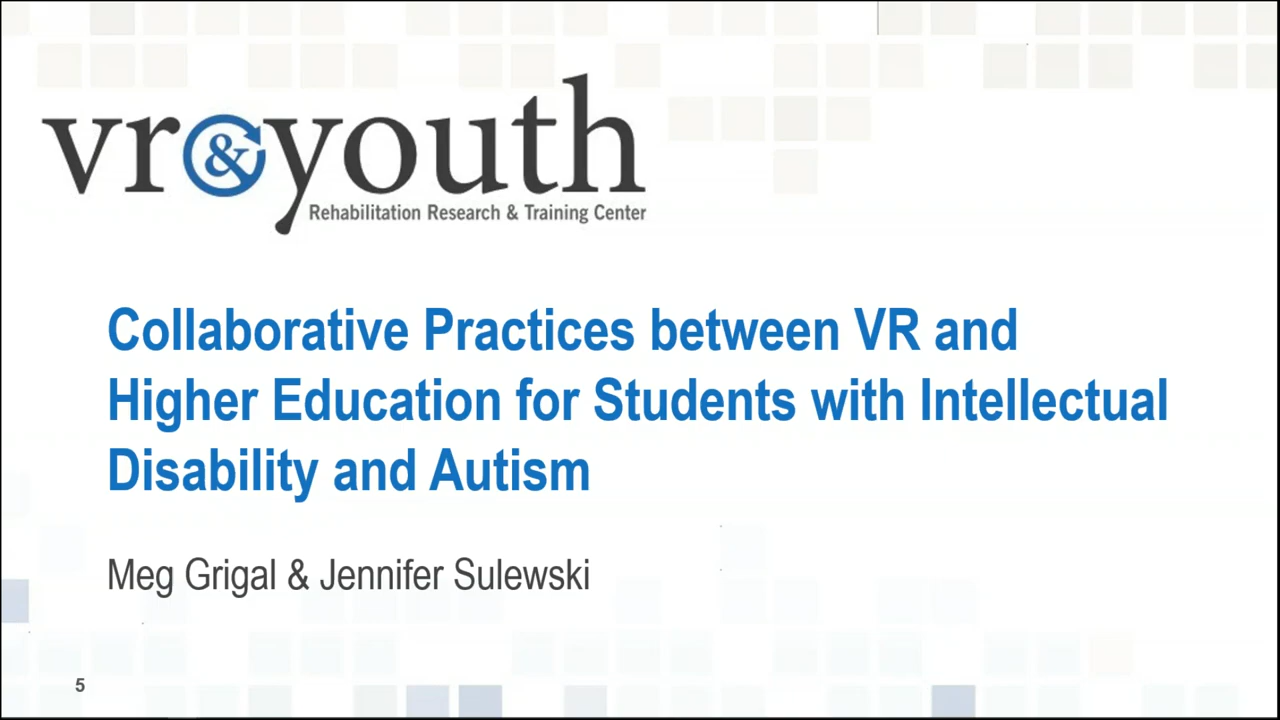 vr&youth
Rehabilitation Research & Training Center
Collaborative Practices between VR and
Higher Education for Students with Intellectual
Disability and Autism
Meg Grigal & Jennifer Sulewski
5